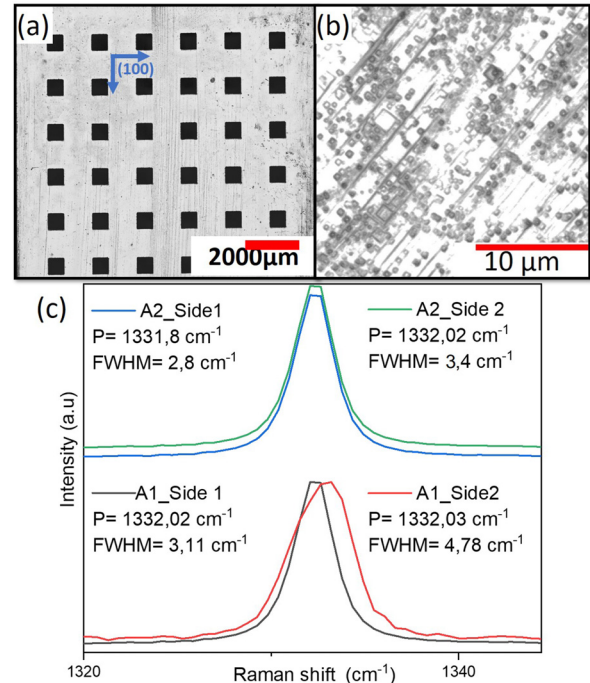 (a)
(100)
2000µm
(b)
10 µm
(c)
A2_Side1
P= 1331,8 cm-1
FWHM= 2,8 cm-1
A2_Side 2
P= 1332,02 cm-1
FWHM= 3,4 cm-1
A1_Side 1
P= 1332,02 cm-1
FWHM= 3,11 cm-1
A1_Side2
P= 1332,03 cm-1
FWHM= 4,78 cm-1
Intensity (a.u)
1320
1340
Raman shift (cm-1)